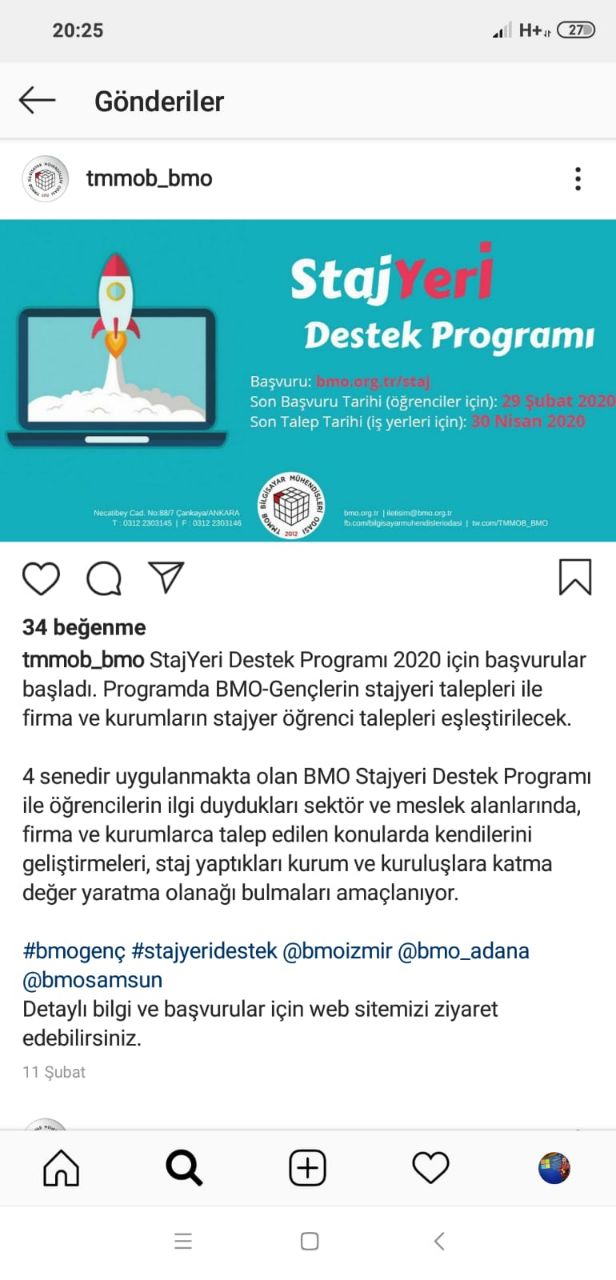 20:25
H+
27
Gönderiler
tmmob_bmo
StajYeri
Destek Programı
Başvuru: bmo.org.tr/staj
Son Başvuru Tarihi (öğrenciler için): 29 Şubat 2020
Son Talep Tarihi (iş yerleri için): 30 Nisan 2020
Necatibey Cad. No:88/7 Çankaya/ANKARA
T : 0312 2303145 | F : 0312 2303146
TMMOB BİLGİSAYAR MÜHENDİSLERİ ODASI
2012
bmo.org.tr | iletisim@bmo.org.tr
fb.com/bilgisayarmuhendisleriodasi | tw.com/TMMOB_BMO
34 beğenme
tmmob_bmo StajYeri Destek Programı 2020 için başvurular
başladı. Programda BMO-Gençlerin stajyeri talepleri ile
firma ve kurumların stajyer öğrenci talepleri eşleştirilecek.
4 senedir uygulanmakta olan BMO Stajyeri Destek Programı
ile öğrencilerin ilgi duydukları sektör ve meslek alanlarında,
firma ve kurumlarca talep edilen konularda kendilerini
geliştirmeleri, staj yaptıkları kurum ve kuruluşlara katma
değer yaratma olanağı bulmaları amaçlanıyor.
#bmogenç #stajyeridestek @bmoizmir @bmo_adana
@bmosamsun
Detaylı bilgi ve başvurular için web sitemizi ziyaret
edebilirsiniz.
11 Şubat